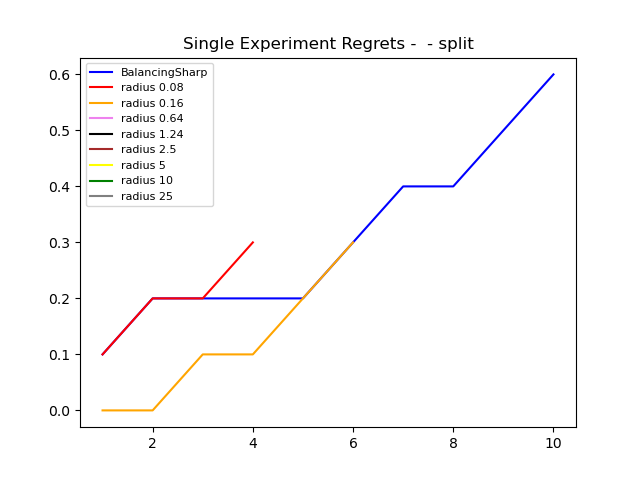 Single Experiment Regrets -  - split
BalancingSharp
radius 0.08
radius 0.16
radius 0.64
radius 1.24
radius 2.5
radius 5
radius 10
radius 25
0.6
0.5
0.4
0.3
0.2
0.1
0.0
2 4 6 8 10